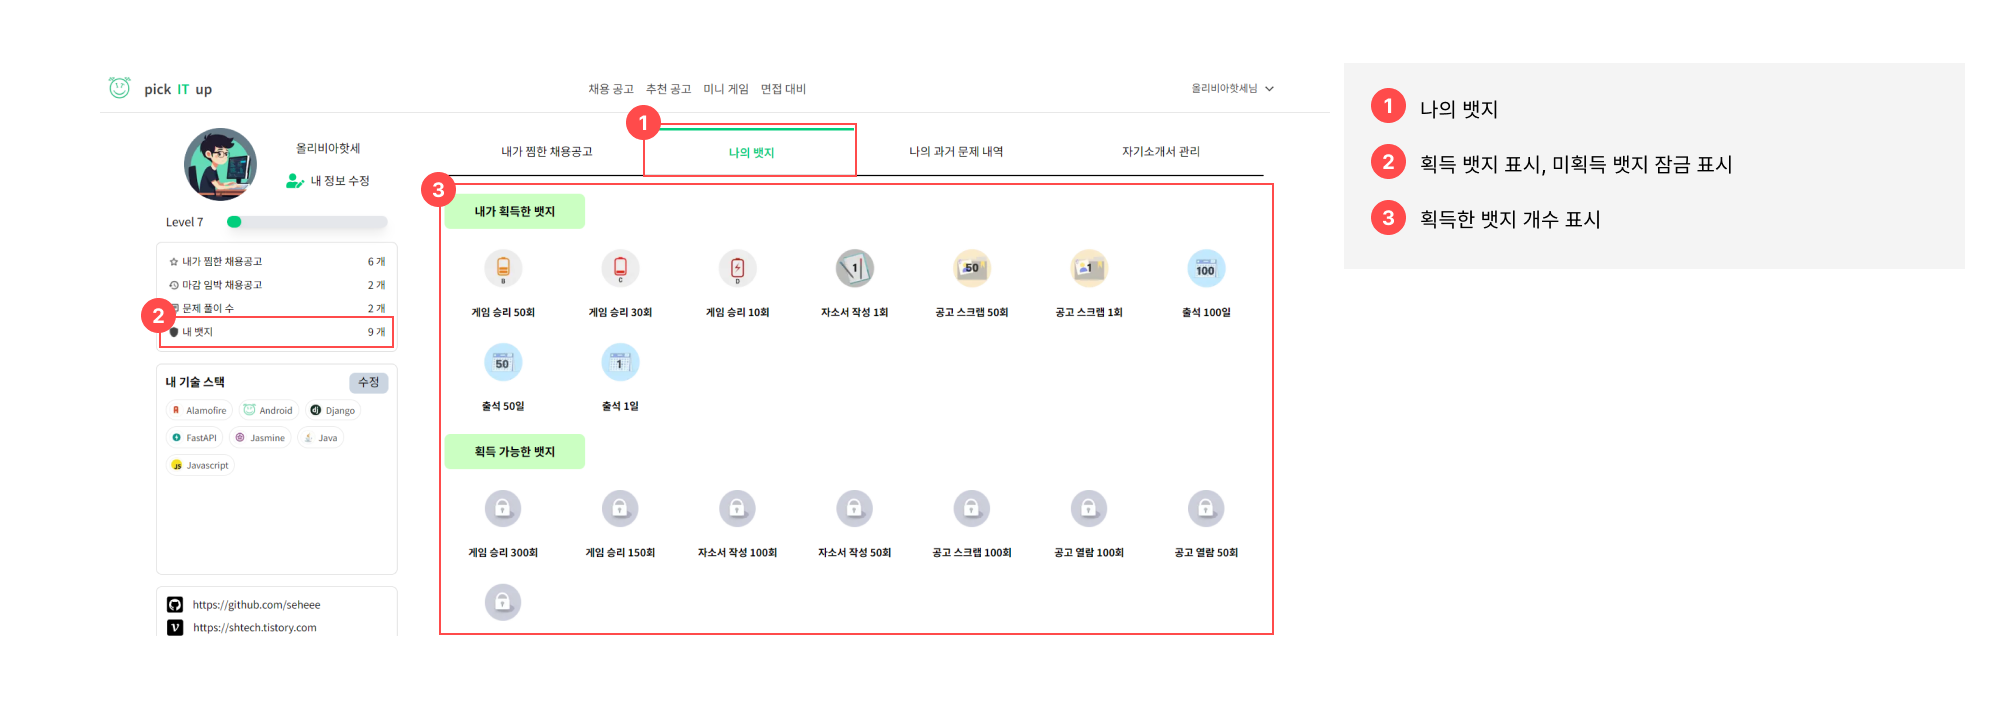 pick IT up
채용 공고 추천 공고 미니 게임 면접 대비
올리비아핫세님
올리비아핫세
내 정보 수정
Level 7
내가 찜한 채용공고 6 개
마감 임박 채용공고 2 개
문제 풀이 수 2 개
2
내 뱃지 9 개
내 기술 스택 수정
Alamofire Android Django
FastAPI Jasmine Java
JS Javascript
https://github.com/seheee
https://shtech.tistory.com
1
내가 찜한 채용공고 나의 뱃지 나의 과거 문제 내역 자기소개서 관리
3
내가 획득한 뱃지
B C D 1 50 1 100
게임 승리 50회 게임 승리 30회 게임 승리 10회 자소서 작성 1회 공고 스크랩 50회 공고 스크랩 1회 출석 100일
50 1
출석 50일 출석 1일
획득 가능한 뱃지
게임 승리 300회 게임 승리 150회 자소서 작성 100회 자소서 작성 50회 공고 스크랩 100회 공고 열람 100회 공고 열람 50회
1 나의 뱃지
2 획득 뱃지 표시, 미획득 뱃지 잠금 표시
3 획득한 뱃지 개수 표시